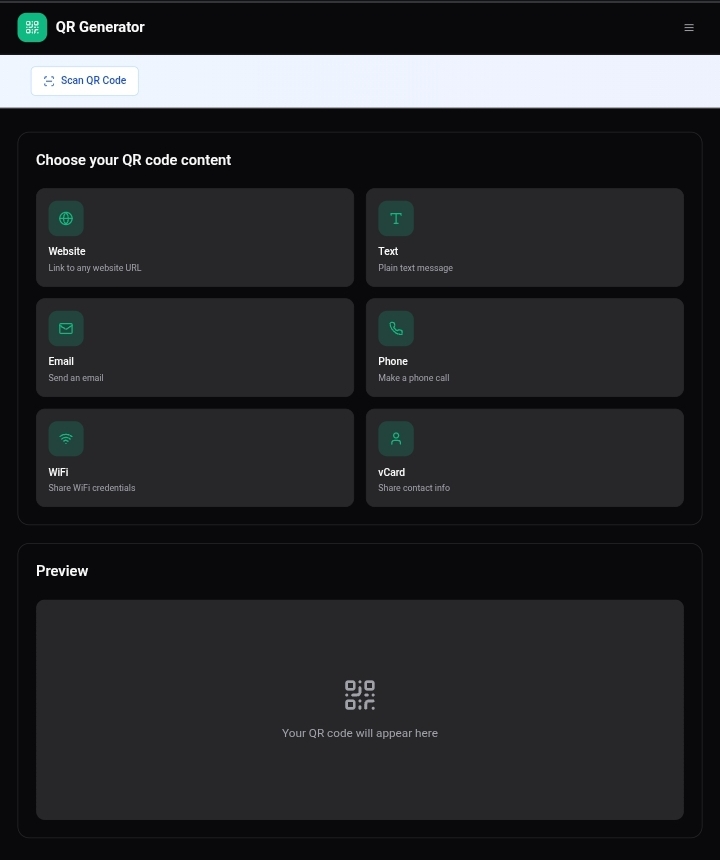 QR Generator
Scan QR Code
Choose your QR code content
Website
Link to any website URL
Text
Plain text message
Email
Send an email
Phone
Make a phone call
WiFi
Share WiFi credentials
vCard
Share contact info
Preview
Your QR code will appear here